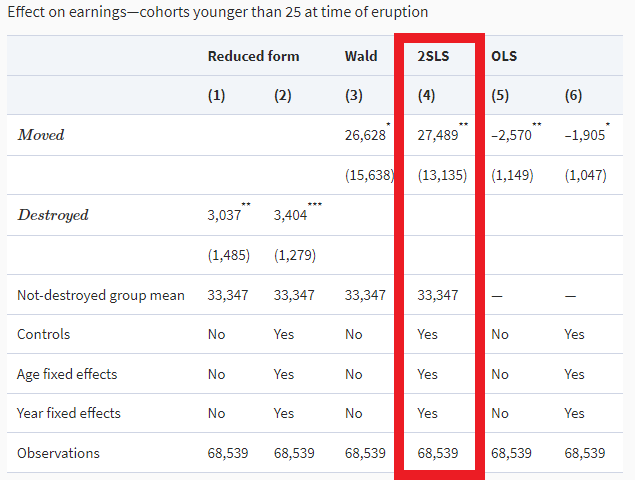 Effect on earnings—cohorts younger than 25 at time of eruption
Reduced form Wald 2SLS OLS
(1) (2) (3) (4) (5) (6)
Moved 26,628* 27,489** –2,570** –1,905*
(15,638) (13,135) (1,149) (1,047)
Destroyed 3,037** 3,404***
(1,485) (1,279)
Not-destroyed group mean 33,347 33,347 33,347 33,347 — —
Controls No Yes No Yes No Yes
Age fixed effects No Yes No Yes No Yes
Year fixed effects No Yes No Yes No Yes
Observations 68,539 68,539 68,539 68,539 68,539 68,539